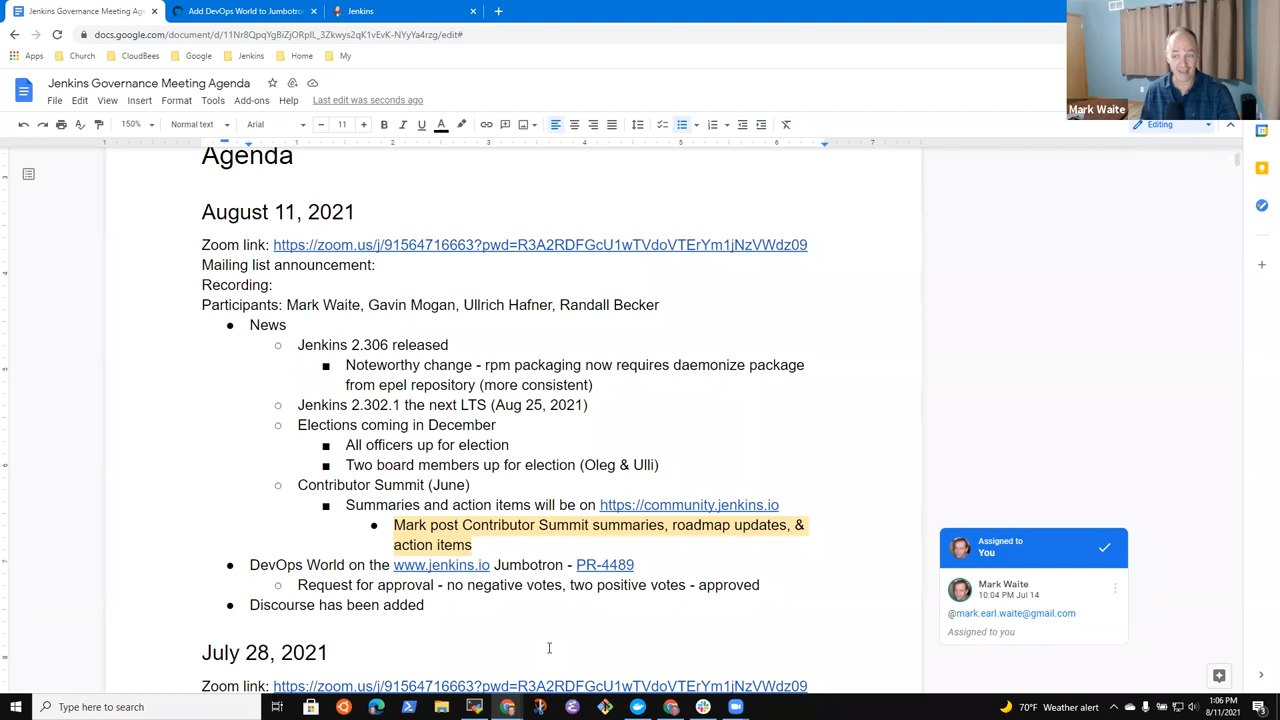 Jenkins Governance Meeting Ag
Add DevOps World to Jumbotro
Jenkins
docs.google.com/document/d/11Nr8QpqYgBiZjORpIL_3Zkwys2qK1vEvK-NYyYa4rzg/edit#
Apps Church CloudBees Google Jenkins Home My
Mark Waite
Jenkins Governance Meeting Agenda
File Edit View Insert Format Tools Add-ons Help Last edit was seconds ago
150% Normal text Arial 11 Editing
1 1 2 3 4 5 6 7
Agenda
August 11, 2021
Zoom link: https://zoom.us/j/91564716663?pwd=R3A2RDFGcU1wTVdoVTErYm1jNzVWdz09
Mailing list announcement:
Recording:
Participants: Mark Waite, Gavin Mogan, Ullrich Hafner, Randall Becker
● News
○ Jenkins 2.306 released
■ Noteworthy change - rpm packaging now requires daemonize package
from epel repository (more consistent)
○ Jenkins 2.302.1 the next LTS (Aug 25, 2021)
○ Elections coming in December
■ All officers up for election
■ Two board members up for election (Oleg & Ulli)
○ Contributor Summit (June)
■ Summaries and action items will be on https://community.jenkins.io
● Mark post Contributor Summit summaries, roadmap updates, &
action items
● DevOps World on the www.jenkins.io Jumbotron - PR-4489
○ Request for approval - no negative votes, two positive votes - approved
● Discourse has been added
July 28, 2021
Zoom link: https://zoom.us/j/91564716663?pwd=R3A2RDFGcU1wTVdoVTErYm1jNzVWdz09
Assigned to
You
Mark Waite
10:04 PM Jul 14
@mark.earl.waite@gmail.com
Assigned to you
Type here to search
70°F Weather alert
1:06 PM
8/11/2021